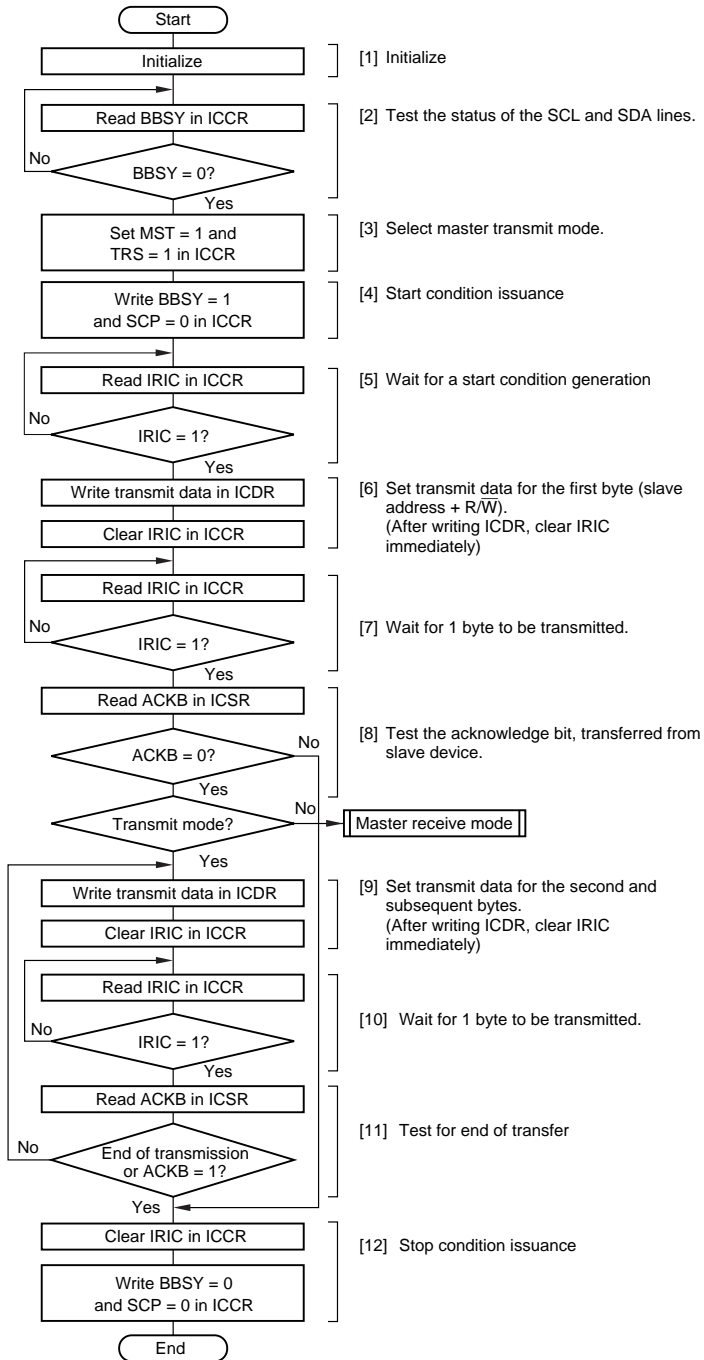 Start
Initialize
[1] Initialize
Read BBSY in ICCR
[2] Test the status of the SCL and SDA lines.
No
BBSY = 0?
Yes
Set MST = 1 and
TRS = 1 in ICCR
[3] Select master transmit mode.
Write BBSY = 1
and SCP = 0 in ICCR
[4] Start condition issuance
Read IRIC in ICCR
[5] Wait for a start condition generation
No
IRIC = 1?
Yes
Write transmit data in ICDR
[6] Set transmit data for the first byte (slave
address + R/W̅).
(After writing ICDR, clear IRIC
immediately)
Clear IRIC in ICCR
Read IRIC in ICCR
No
IRIC = 1?
[7] Wait for 1 byte to be transmitted.
Yes
Read ACKB in ICSR
[8] Test the acknowledge bit, transferred from
slave device.
ACKB = 0?
No
Yes
Transmit mode?
No
Master receive mode
Yes
Write transmit data in ICDR
[9] Set transmit data for the second and
subsequent bytes.
(After writing ICDR, clear IRIC
immediately)
Clear IRIC in ICCR
Read IRIC in ICCR
[10] Wait for 1 byte to be transmitted.
No
IRIC = 1?
Yes
Read ACKB in ICSR
[11] Test for end of transfer
No
End of transmission
or ACKB = 1?
Yes
Clear IRIC in ICCR
[12] Stop condition issuance
Write BBSY = 0
and SCP = 0 in ICCR
End